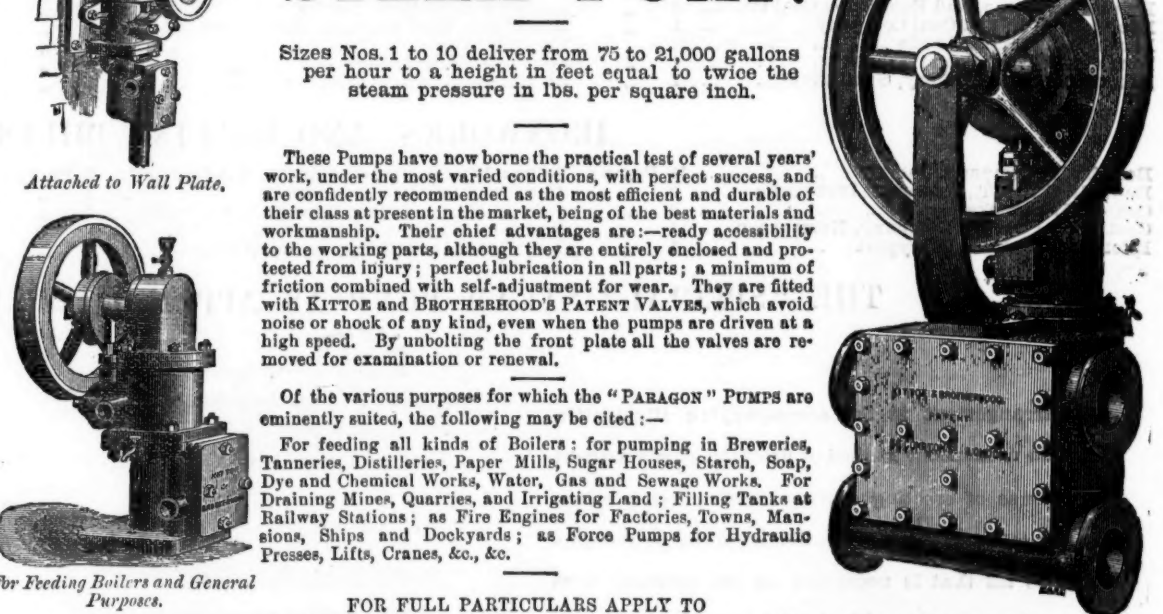 Sizes Nos. 1 to 10 deliver from 75 to 21,000 gallons
per hour to a height in feet equal to twice the
steam pressure in lbs. per square inch.
Attached to Wall Plate.
These Pumps have now borne the practical test of several years'
work, under the most varied conditions, with perfect success, and
are confidently recommended as the most efficient and durable of
their class at present in the market, being of the best materials and
workmanship. Their chief advantages are:—ready accessibility
to the working parts, although they are entirely enclosed and pro-
tected from injury; perfect lubrication in all parts; a minimum of
friction combined with self-adjustment for wear. They are fitted
with KITTOE and BROTHERHOOD'S PATENT VALVES, which avoid
noise or shock of any kind, even when the pumps are driven at a
high speed. By unbolting the front plate all the valves are re-
moved for examination or renewal.
Of the various purposes for which the "PARAGON" PUMPS are
eminently suited, the following may be cited:—
For feeding all kinds of Boilers: for pumping in Breweries,
Tanneries, Distilleries, Paper Mills, Sugar Houses, Starch, Soap,
Dye and Chemical Works, Water, Gas and Sewage Works. For
Draining Mines, Quarries, and Irrigating Land; Filling Tanks at
Railway Stations; as Fire Engines for Factories, Towns, Man-
sions, Ships and Dockyards; as Force Pumps for Hydraulic
Presses, Lifts, Cranes, &c., &c.
For Feeding Boilers and General
Purposes.
KITTOE & BROTHERHOOD
PATENT
FOR FULL PARTICULARS APPLY TO